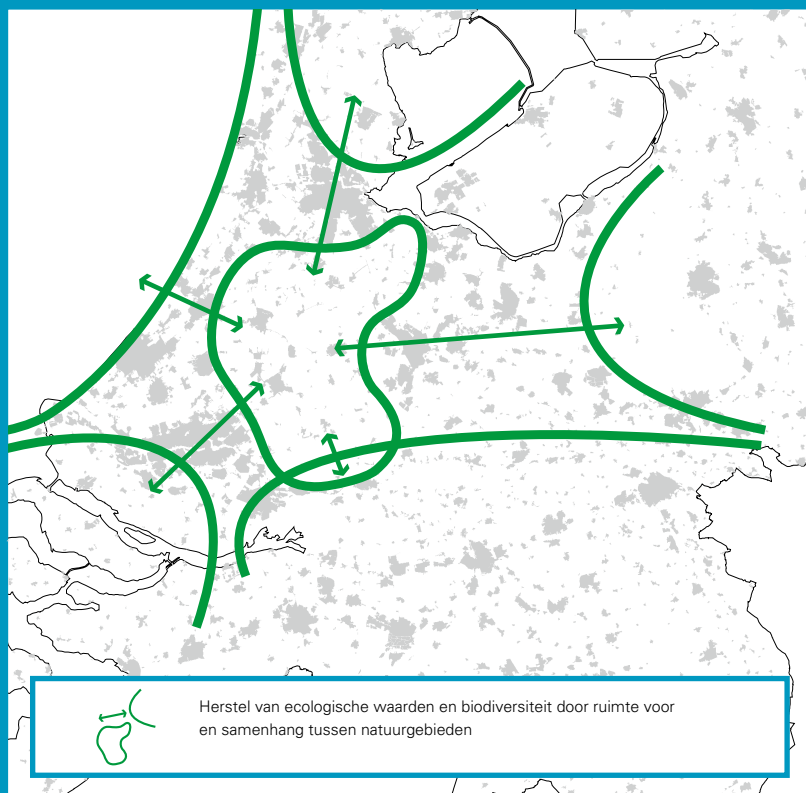 Herstel van ecologische waarden en biodiversiteit door ruimte voor
en samenhang tussen natuurgebieden